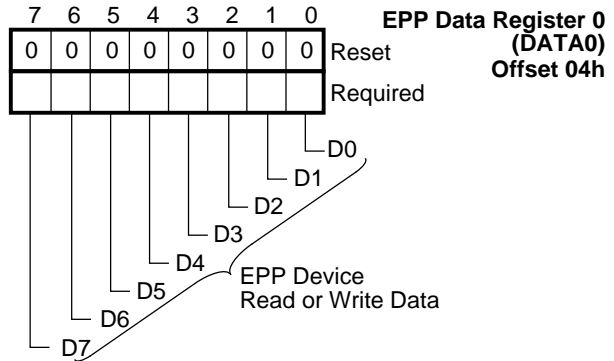 7 6 5 4 3 2 1 0
EPP Data Register 0
(DATA0)
Offset 04h
0 0 0 0 0 0 0 0 Reset
Required
D0
D1
D2
D3
D4
D5
D6
D7
EPP Device
Read or Write Data